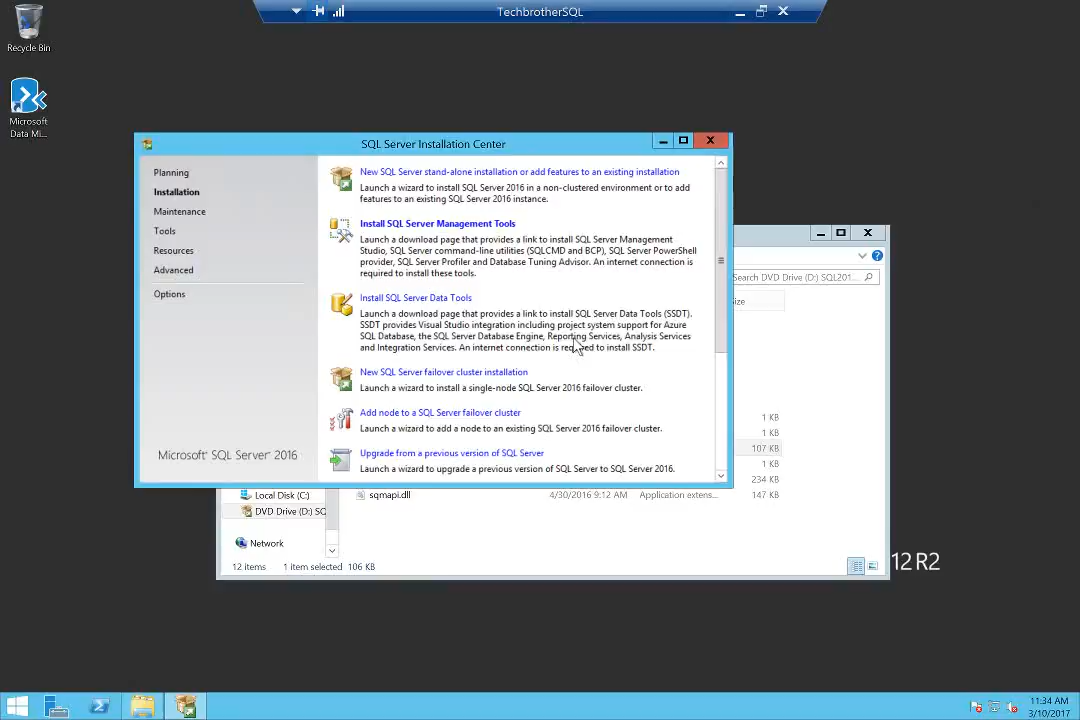 TechbrotherSQL
Recycle Bin
Microsoft
Data Mi...
SQL Server Installation Center
Planning
Installation
Maintenance
Tools
Resources
Advanced
Options
Microsoft® SQL Server® 2016
New SQL Server stand-alone installation or add features to an existing installation
Launch a wizard to install SQL Server 2016 in a non-clustered environment or to add
features to an existing SQL Server 2016 instance.
Install SQL Server Management Tools
Launch a download page that provides a link to install SQL Server Management
Studio, SQL Server command-line utilities (SQLCMD and BCP), SQL Server PowerShell
provider, SQL Server Profiler and Database Tuning Advisor. An internet connection is
required to install these tools.
Install SQL Server Data Tools
Launch a download page that provides a link to install SQL Server Data Tools (SSDT).
SSDT provides Visual Studio integration including project system support for Azure
SQL Database, the SQL Server Database Engine, Reporting Services, Analysis Services
and Integration Services. An internet connection is required to install SSDT.
New SQL Server failover cluster installation
Launch a wizard to install a single-node SQL Server 2016 failover cluster.
Add node to a SQL Server failover cluster
Launch a wizard to add a node to an existing SQL Server 2016 failover cluster.
Upgrade from a previous version of SQL Server
Launch a wizard to upgrade a previous version of SQL Server to SQL Server 2016.
Search DVD Drive (D:) SQL201...
ize
1 KB
1 KB
107 KB
1 KB
234 KB
Local Disk (C:)
sqmapi.dll 4/30/2016 9:12 AM Application extens... 147 KB
DVD Drive (D:) SQ
Network
12 items 1 item selected 106 KB
12 R2
11:34 AM
3/10/2017